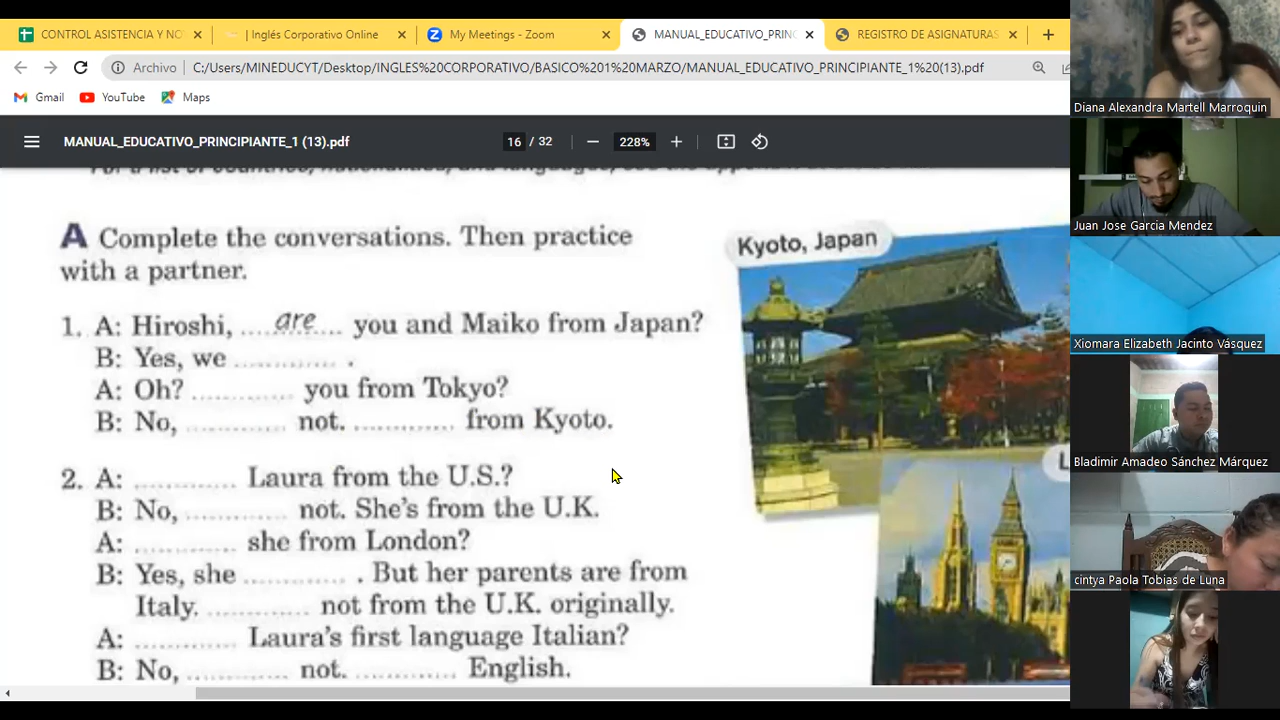 CONTROL ASISTENCIA Y NO
| Inglés Corporativo Online
My Meetings - Zoom
MANUAL_EDUCATIVO_PRIN
REGISTRO DE ASIGNATURAS
Archivo
C:/Users/MINEDUCYT/Desktop/INGLES%20CORPORATIVO/BASICO%201%20MARZO/MANUAL_EDUCATIVO_PRINCIPIANTE_1%20(13).pdf
Gmail
YouTube
Maps
MANUAL_EDUCATIVO_PRINCIPIANTE_1 (13).pdf
16 / 32
228%
A Complete the conversations. Then practice
with a partner.
1. A: Hiroshi, ....are.... you and Maiko from Japan?
B: Yes, we ............ .
A: Oh? ............ you from Tokyo?
B: No, ............ not. ............ from Kyoto.
2. A: ............ Laura from the U.S.?
B: No, ............ not. She's from the U.K.
A: ............ she from London?
B: Yes, she ............ . But her parents are from
Italy. ............ not from the U.K. originally.
A: ............ Laura's first language Italian?
B: No, ............ not. ............ English.
Kyoto, Japan
L
Diana Alexandra Martell Marroquin
Juan Jose Garcia Mendez
Xiomara Elizabeth Jacinto Vásquez
Bladimir Amadeo Sánchez Márquez
cintya Paola Tobias de Luna